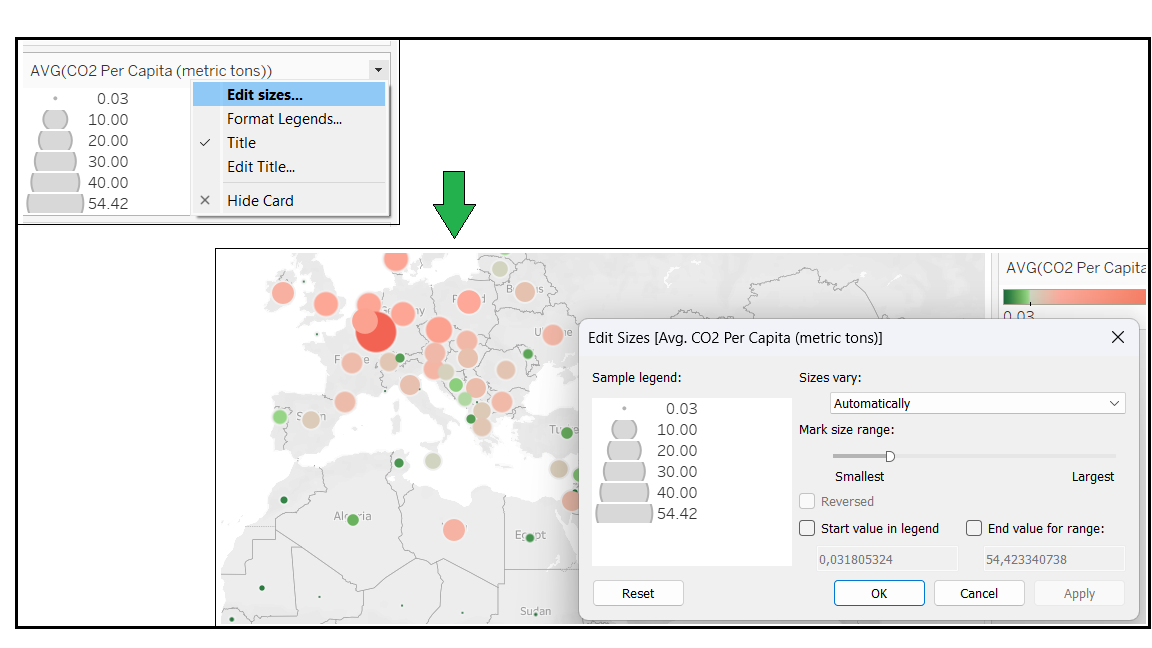 AVG(CO2 Per Capita (metric tons))
0.03
10.00
20.00
30.00
40.00
54.42
Edit sizes...
Format Legends...
Title
Edit Title...
Hide Card
AVG(CO2 Per Capita
0.03
Algeria
Egypt
Sudan
Edit Sizes [Avg. CO2 Per Capita (metric tons)]
Sample legend:
0.03
10.00
20.00
30.00
40.00
54.42
Sizes vary:
Automatically
Mark size range:
Smallest
Largest
Reversed
Start value in legend
End value for range:
0,031805324
54,423340738
Reset
OK
Cancel
Apply